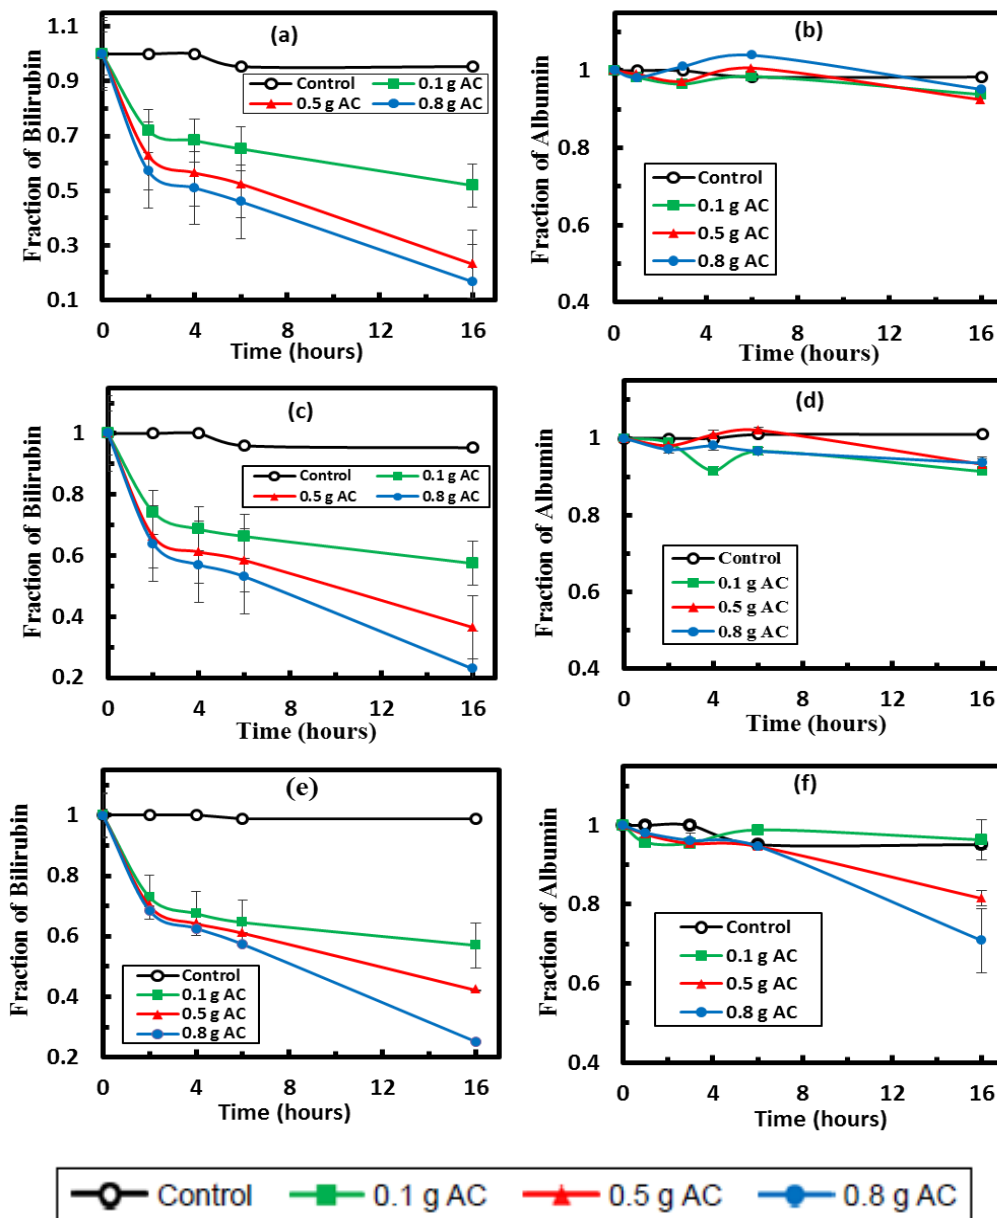 (a)
Fraction of Bilirubin
1.1
0.9
0.7
0.5
0.3
0.1
Control 0.1 g AC
0.5 g AC 0.8 g AC
0 4 8 12 16
Time (hours)
(b)
Fraction of Albumin
1
0.8
0.6
0.4
Control
0.1 g AC
0.5 g AC
0.8 g AC
0 4 8 12 16
Time (hours)
(c)
Fraction of Bilirubin
1
0.8
0.6
0.4
0.2
Control 0.1 g AC
0.5 g AC 0.8 g AC
0 4 8 12 16
Time (hours)
(d)
Fraction of Albumin
1
0.8
0.6
0.4
Control
0.1 g AC
0.5 g AC
0.8 g AC
0 4 8 12 16
Time (hours)
(e)
Fraction of Bilirubin
1
0.8
0.6
0.4
0.2
Control
0.1 g AC
0.5 g AC
0.8 g AC
0 4 8 12 16
Time (hours)
(f)
Fraction of Albumin
1
0.8
0.6
0.4
Control
0.1 g AC
0.5 g AC
0.8 g AC
0 4 8 12 16
Time (hours)
Control 0.1 g AC 0.5 g AC 0.8 g AC